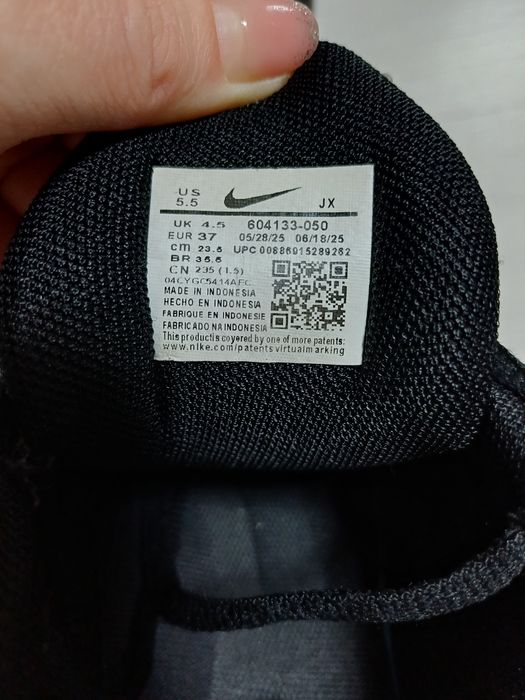 US
5.5 JX
UK 4.5 604133-050
EUR 37 05/28/25 06/18/25
cm 23.5 UPC 00886915289262
BR 35.5
CN 235 (1.5)
04CYGC5414AFC
MADE IN INDONESIA
HECHO EN INDONESIA
FABRIQUE EN INDONESIE
FABRICADO NA INDONESIA
This product is covered by one of more patents:
www.nike.com/patents virtual marking